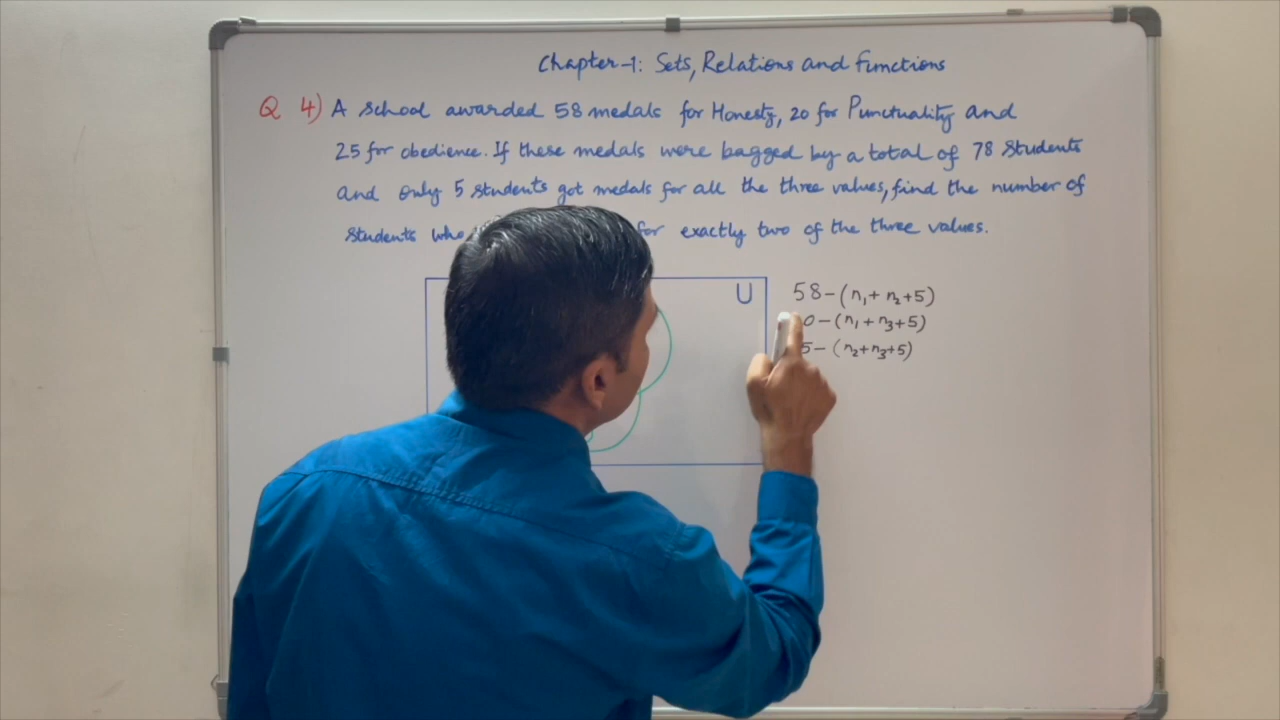 Chapter-1: Sets, Relations and Functions
Q 4) A school awarded 58 medals for Honesty, 20 for Punctuality and
25 for obedience. If these medals were bagged by a total of 78 students
and only 5 students got medals for all the three values, find the number of
students who for exactly two of the three values.
U
58-(n₁+n₂+5)
0-(n₁+n₃+5)
5-(n₂+n₃+5)